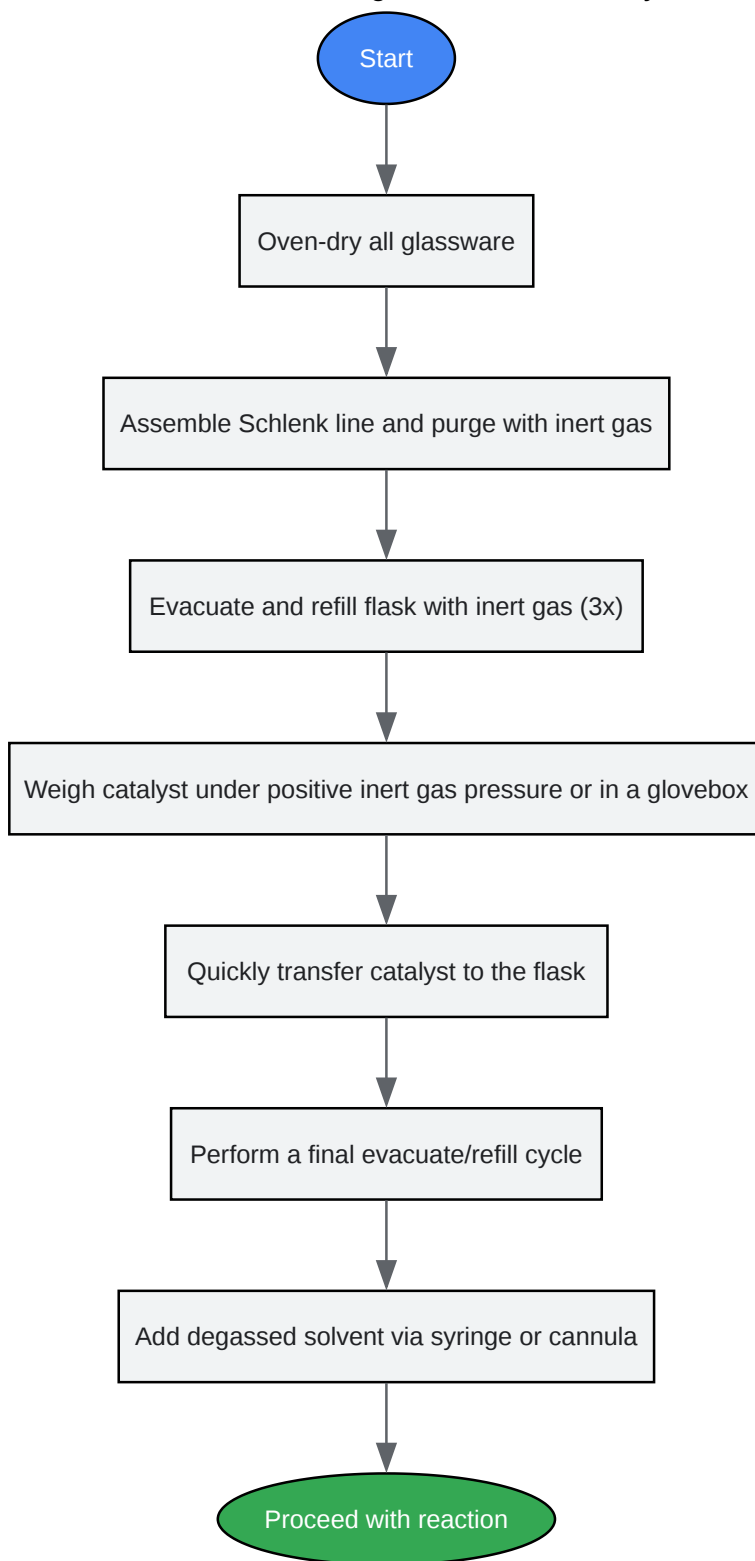 Start
Oven-dry all glassware
Assemble Schlenk line and purge with inert gas
Evacuate and refill flask with inert gas (3x)
Weigh catalyst under positive inert gas pressure or in a glovebox
Quickly transfer catalyst to the flask
Perform a final evacuate/refill cycle
Add degassed solvent via syringe or cannula
Proceed with reaction